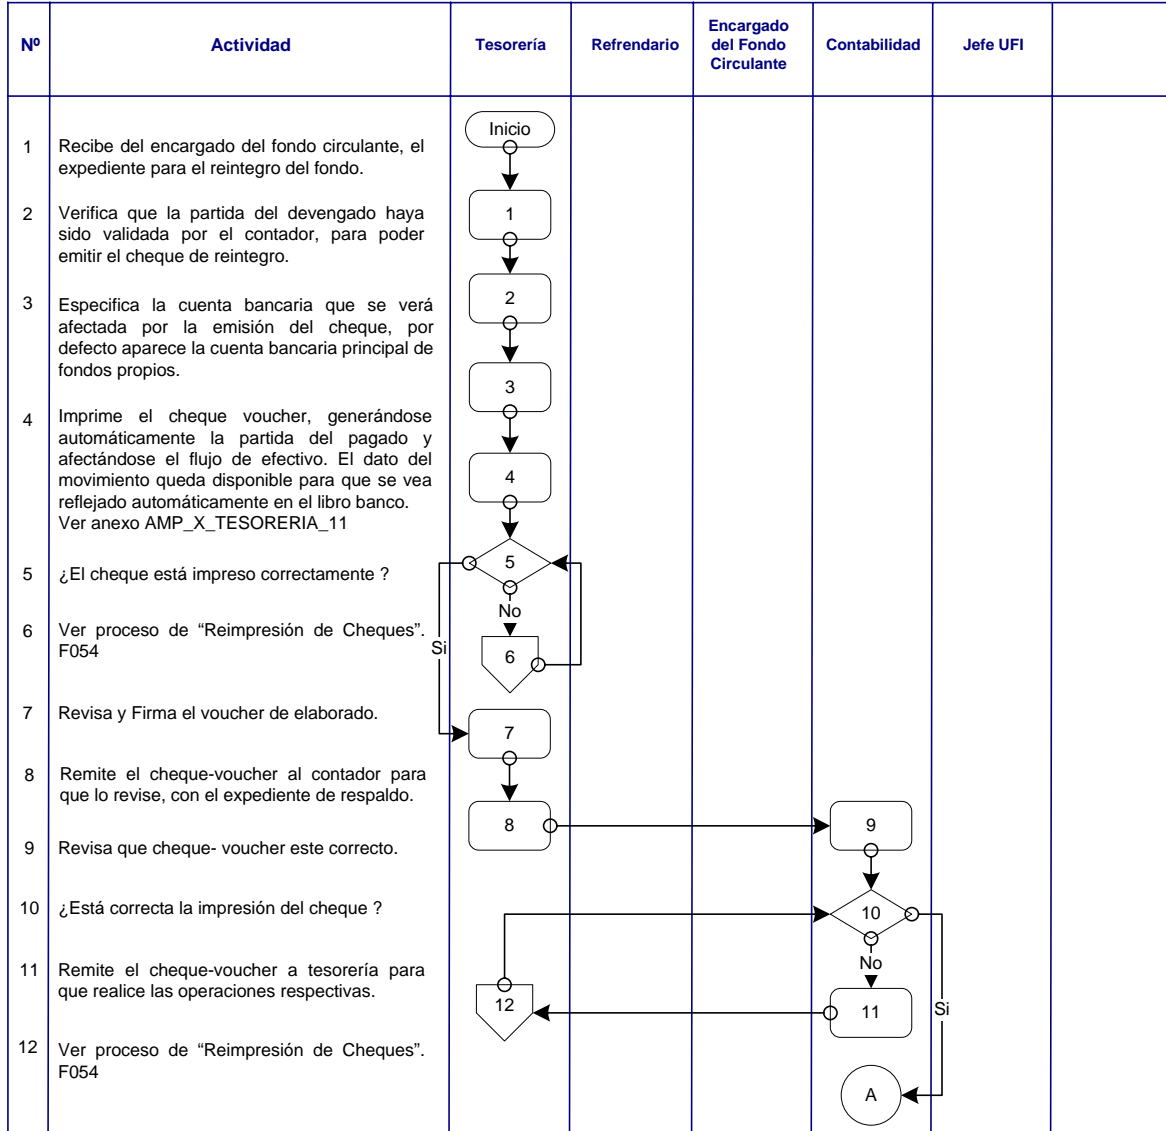 Nº
Actividad
Tesorería
Refrendario
Encargado
del Fondo
Circulante
Contabilidad
Jefe UFI
1
Recibe del encargado del fondo circulante, el
expediente para el reintegro del fondo.
2
Verifica que la partida del devengado haya
sido validada por el contador, para poder
emitir el cheque de reintegro.
3
Especifica la cuenta bancaria que se verá
afectada por la emisión del cheque, por
defecto aparece la cuenta bancaria principal de
fondos propios.
4
Imprime el cheque voucher, generándose
automáticamente la partida del pagado y
afectándose el flujo de efectivo. El dato del
movimiento queda disponible para que se vea
reflejado automáticamente en el libro banco.
Ver anexo AMP_X_TESORERIA_11
5
¿El cheque está impreso correctamente ?
6
Ver proceso de “Reimpresión de Cheques”.
F054
7
Revisa y Firma el voucher de elaborado.
8
Remite el cheque-voucher al contador para
que lo revise, con el expediente de respaldo.
9
Revisa que cheque- voucher este correcto.
10
¿Está correcta la impresión del cheque ?
11
Remite el cheque-voucher a tesorería para
que realice las operaciones respectivas.
12
Ver proceso de “Reimpresión de Cheques”.
F054
Inicio
1
2
3
4
5
No
Si
6
7
8
9
10
No
Si
11
12
A